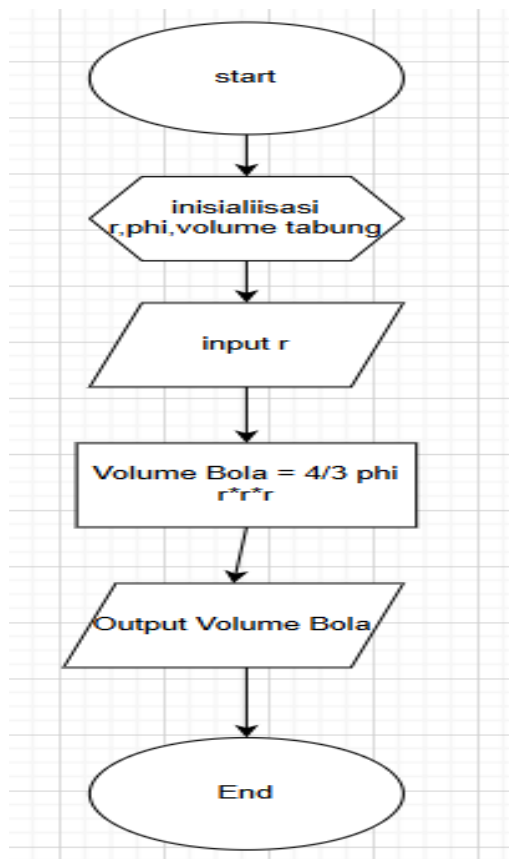 start
inisialiisasi
r,phi,volume tabung
input r
Volume Bola = 4/3 phi
r*r*r
Output Volume Bola
End